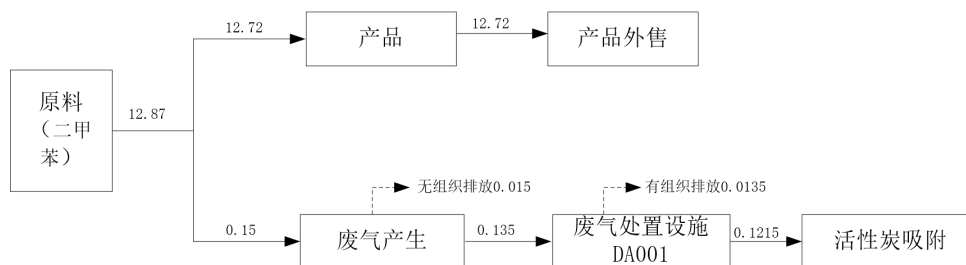 12.72
产品
12.72
产品外售
原料
（二甲
苯）
12.87
无组织排放0.015
有组织排放0.0135
0.15
废气产生
0.135
废气处置设施
DA001
0.1215
活性炭吸附